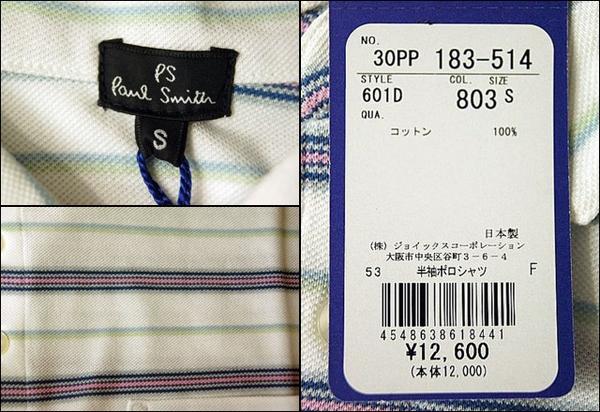 PS
Paul Smith
S
NO.
30PP 183-514
STYLE COL. SIZE
601D 803 S
QUA.
コットン 100%
日本製
(株) ジョイックスコーポレーション
大阪市中央区谷町3-6-4
53 半袖ポロシャツ F
4548638618441
¥12,600
(本体12,000)